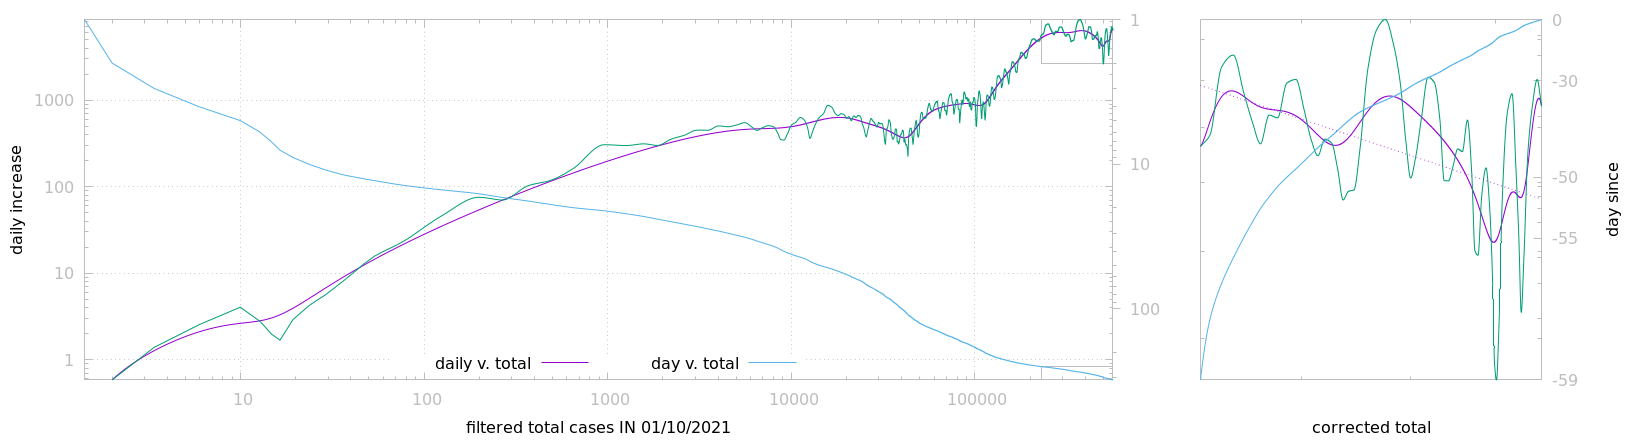 daily increase
1000
100
10
1
10
100
1000
10000
100000
1
10
100
daily v. total
day v. total
filtered total cases IN 01/10/2021
0
-30
-50
-55
-59
day since
corrected total